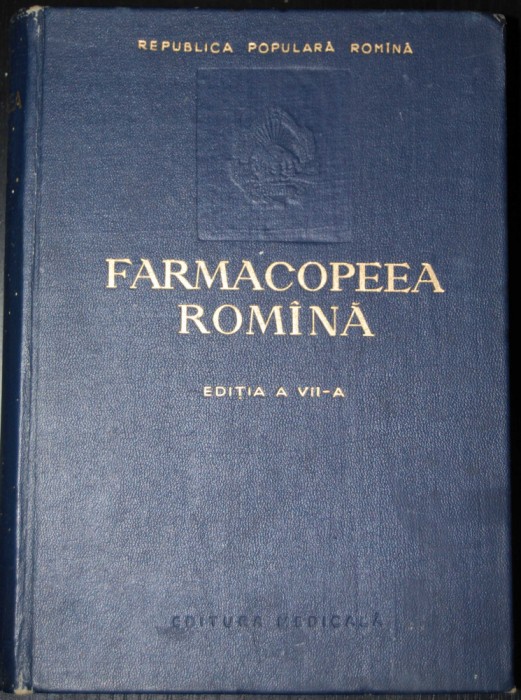 REPUBLICA POPULARĂ ROMÎNĂ
FARMACOPEEA
ROMÎNĂ
EDIȚIA A VII-A
EDITURA MEDICALĂ